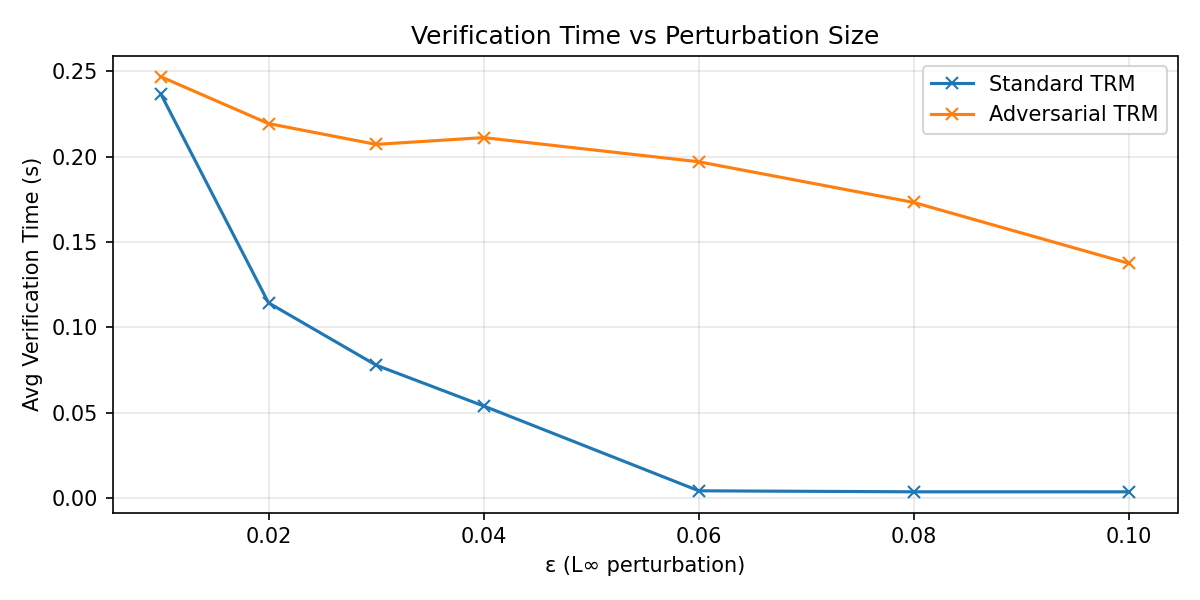 Verification Time vs Perturbation Size
Standard TRM
Adversarial TRM
Avg Verification Time (s)
0.25
0.20
0.15
0.10
0.05
0.00
0.02 0.04 0.06 0.08 0.10
ε (L∞ perturbation)